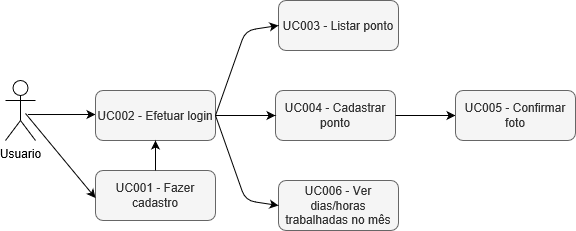 UC003 - Listar ponto
UC002 - Efetuar login
UC004 - Cadastrar
ponto
UC005 - Confirmar
foto
Usuario
UC001 - Fazer
cadastro
UC006 - Ver
dias/horas
trabalhadas no mês